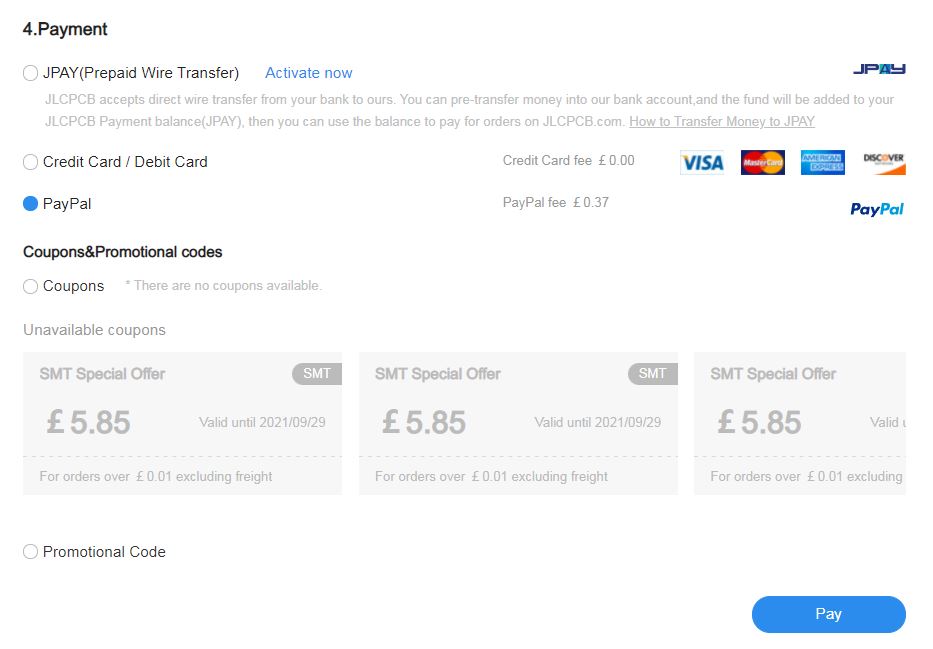 4.Payment
JPAY(Prepaid Wire Transfer) Activate now JPAY
JLCPCB accepts direct wire transfer from your bank to ours. You can pre-transfer money into our bank account,and the fund will be added to your
JLCPCB Payment balance(JPAY), then you can use the balance to pay for orders on JLCPCB.com. How to Transfer Money to JPAY
Credit Card / Debit Card Credit Card fee £ 0.00 VISA MasterCard AMERICAN EXPRESS DISCOVER
PayPal PayPal fee £ 0.37 PayPal
Coupons&Promotional codes
Coupons * There are no coupons available.
Unavailable coupons
SMT Special Offer SMT SMT Special Offer SMT SMT Special Offer
£ 5.85 Valid until 2021/09/29 £ 5.85 Valid until 2021/09/29 £ 5.85 Valid
For orders over £ 0.01 excluding freight For orders over £ 0.01 excluding freight For orders over £ 0.01 excluding
Promotional Code
Pay